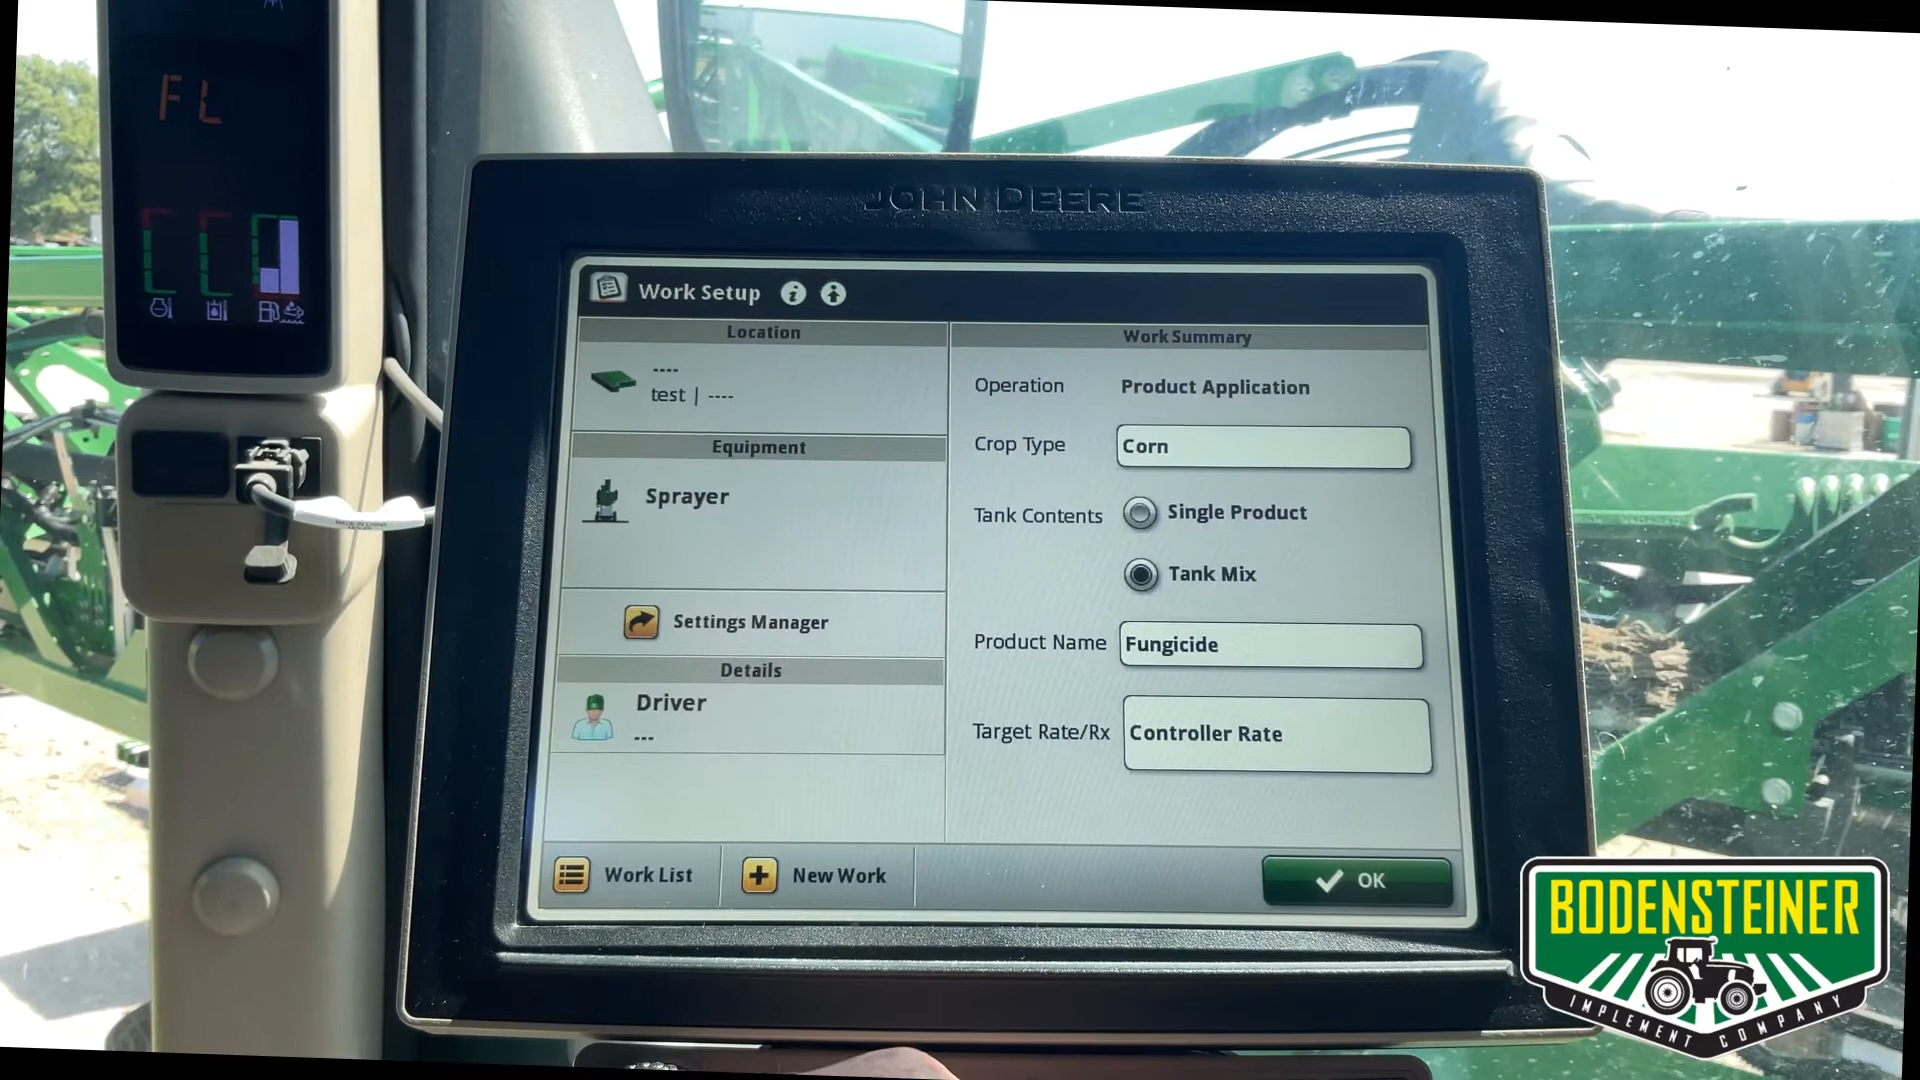 FL
JOHN DEERE
Work Setup
Location
----
test | ----
Equipment
Sprayer
Settings Manager
Details
Driver
---
Work Summary
Operation Product Application
Crop Type Corn
Tank Contents Single Product
Tank Mix
Product Name Fungicide
Target Rate/Rx Controller Rate
Work List
New Work
OK
BODENSTEINER
IMPLEMENT COMPANY